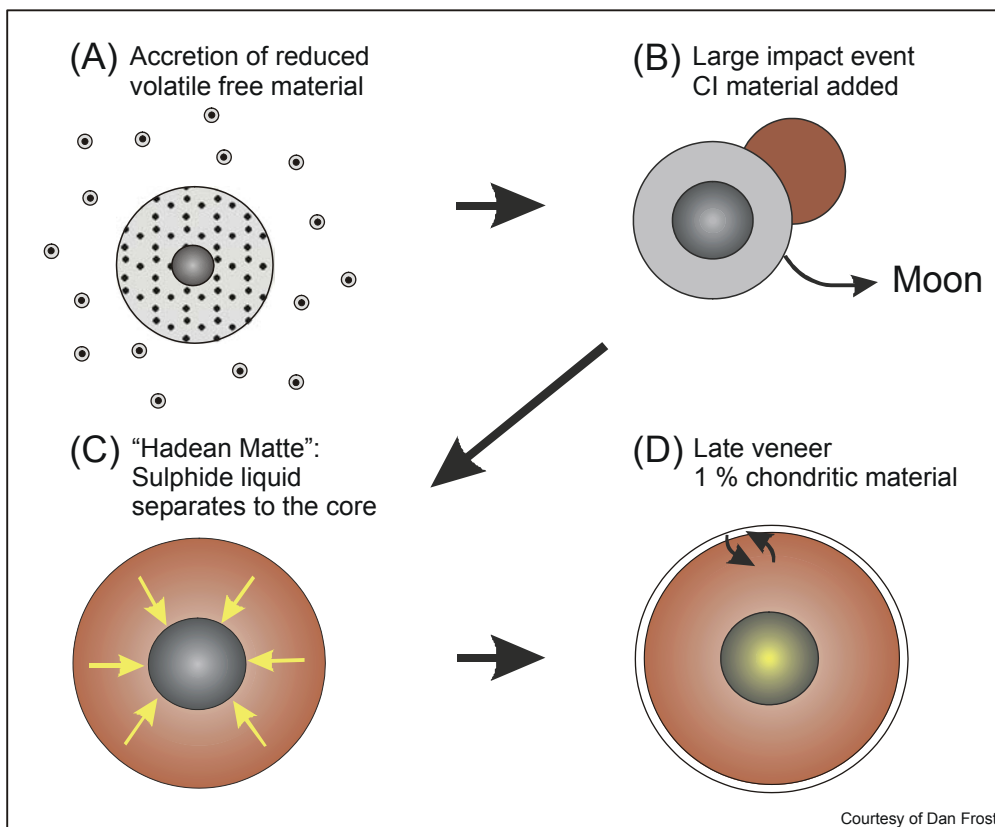 (A) Accretion of reduced
volatile free material
(B) Large impact event
CI material added
Moon
(C) “Hadean Matte”:
Sulphide liquid
separates to the core
(D) Late veneer
1 % chondritic material
Courtesy of Dan Frost